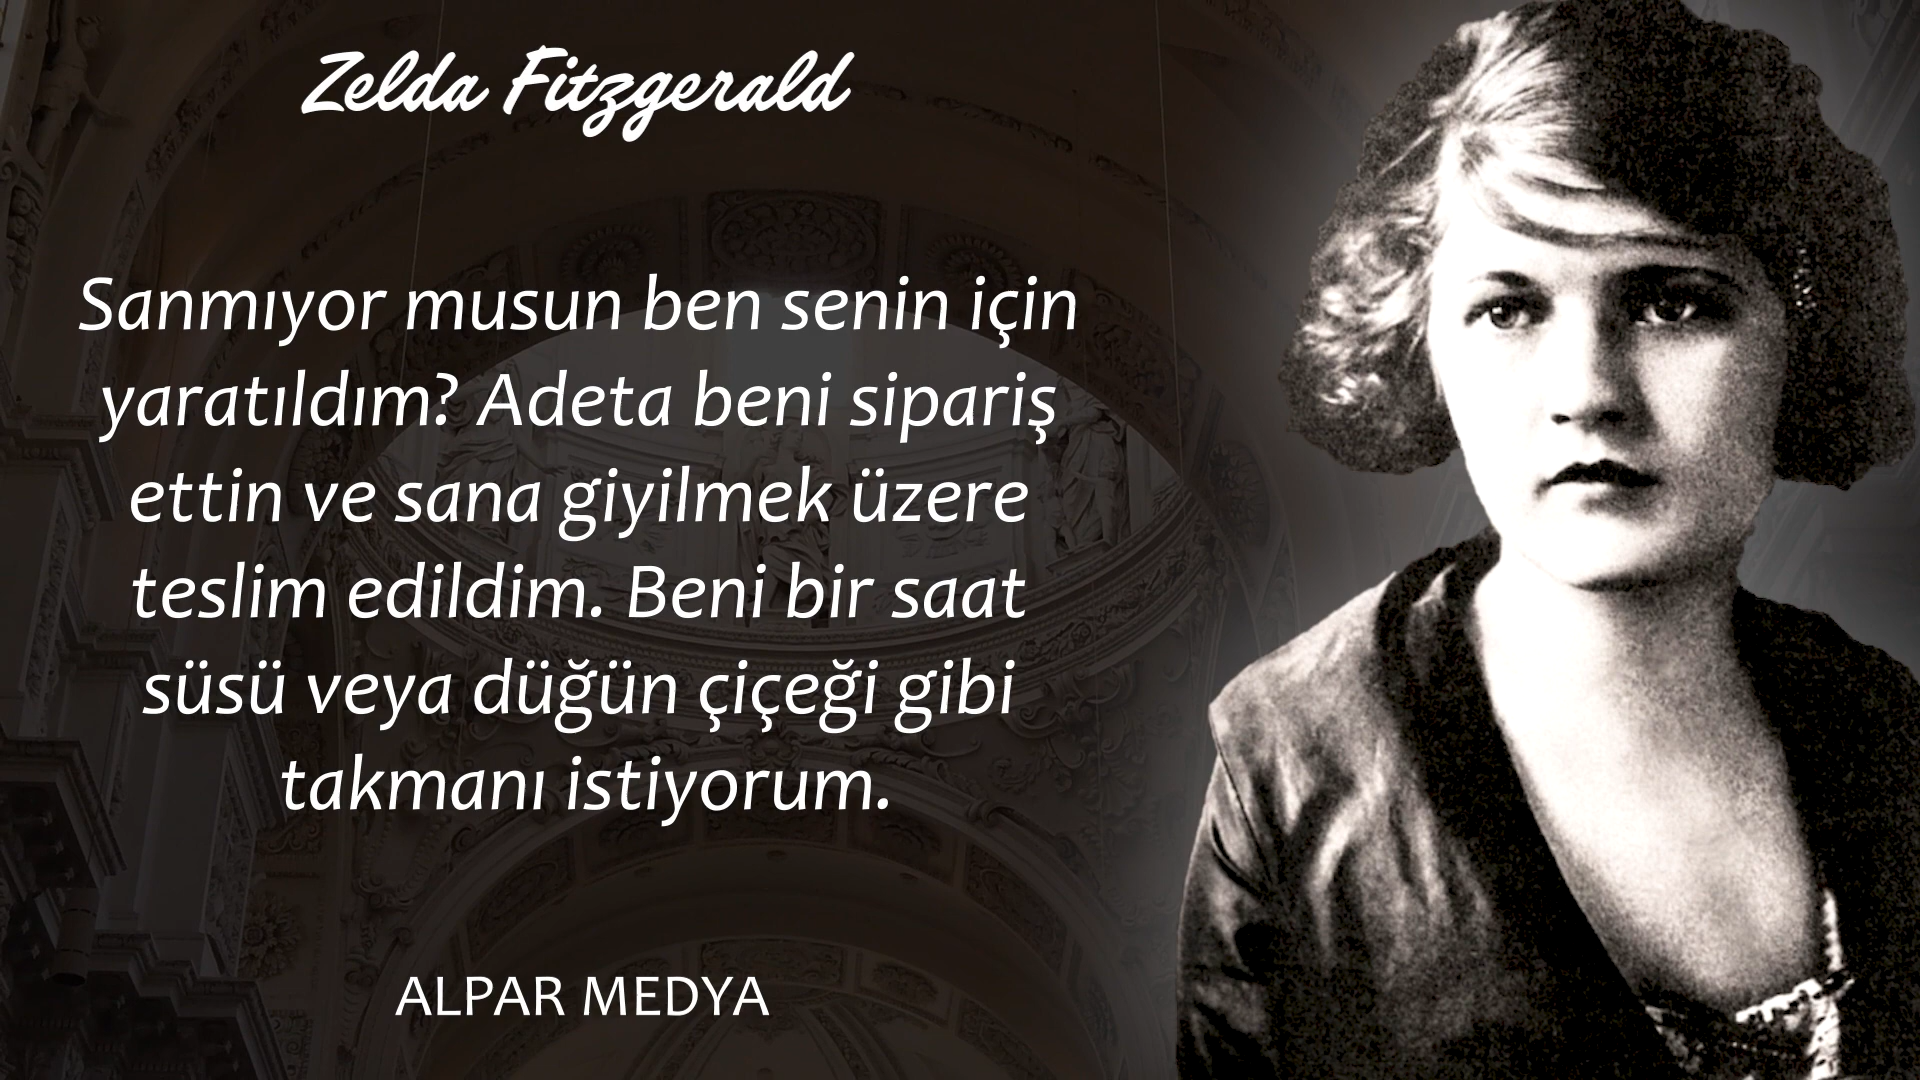 Zelda Fitzgerald
Sanmıyor musun ben senin için
yaratıldım? Adeta beni sipariş
ettin ve sana giyilmek üzere
teslim edildim. Beni bir saat
süsü veya düğün çiçeği gibi
takmanı istiyorum.
ALPAR MEDYA